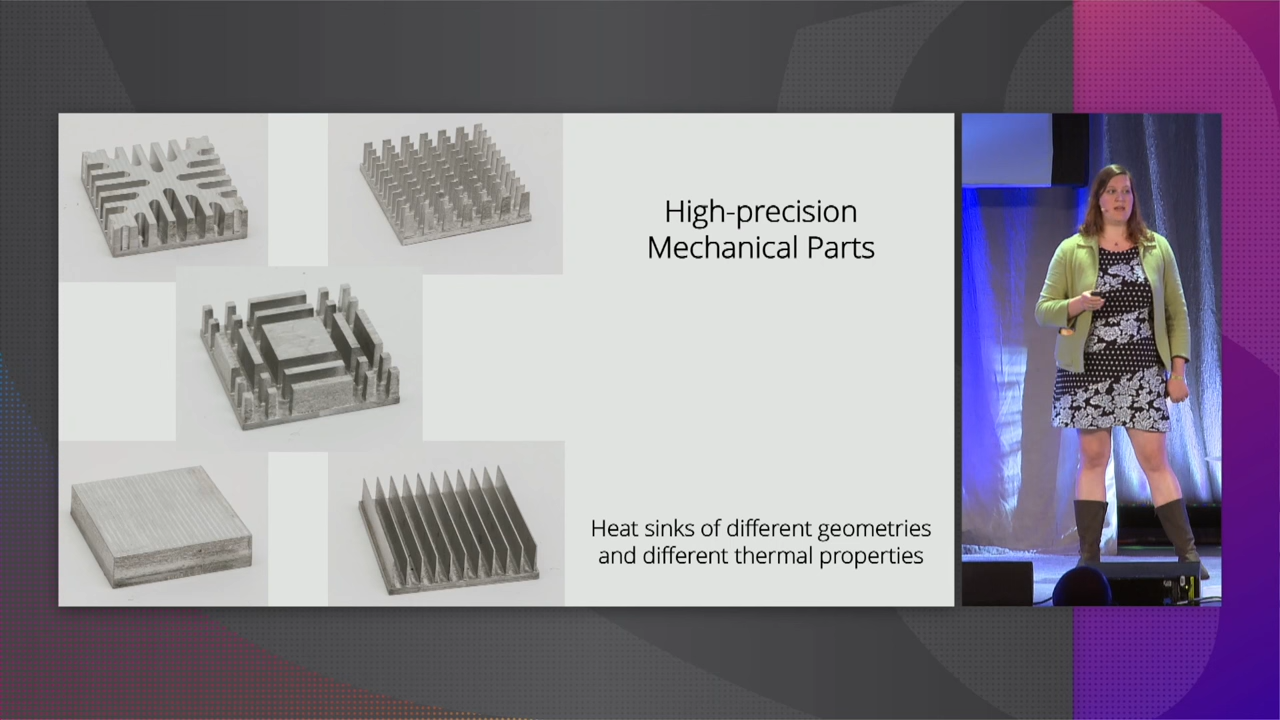 High-precision
Mechanical Parts
Heat sinks of different geometries
and different thermal properties